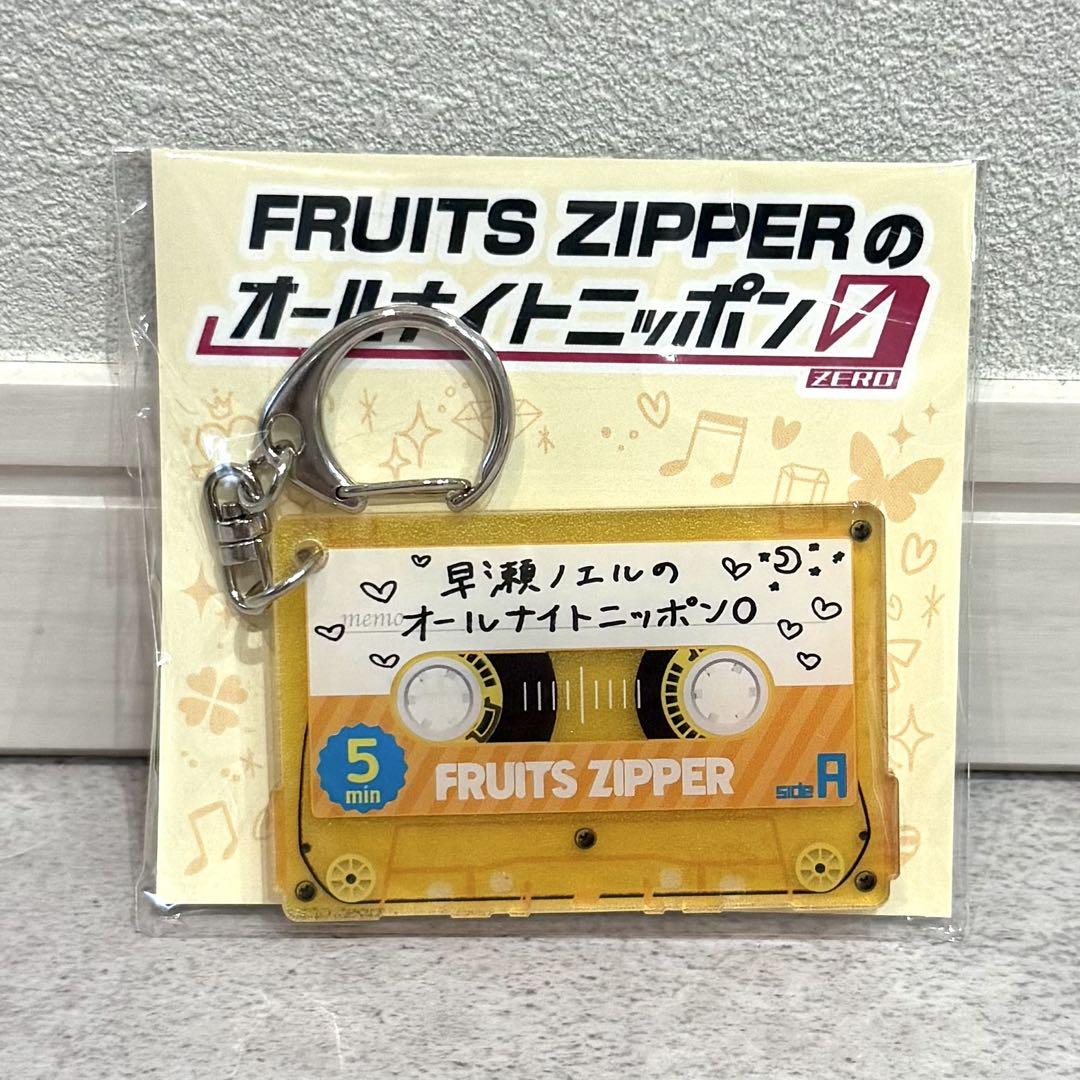 FRUITS ZIPPERの
オールナイトニッポン0
ZERO
早瀬ノエルの
memo
オールナイトニッポン0
5
min
FRUITS ZIPPER
side A